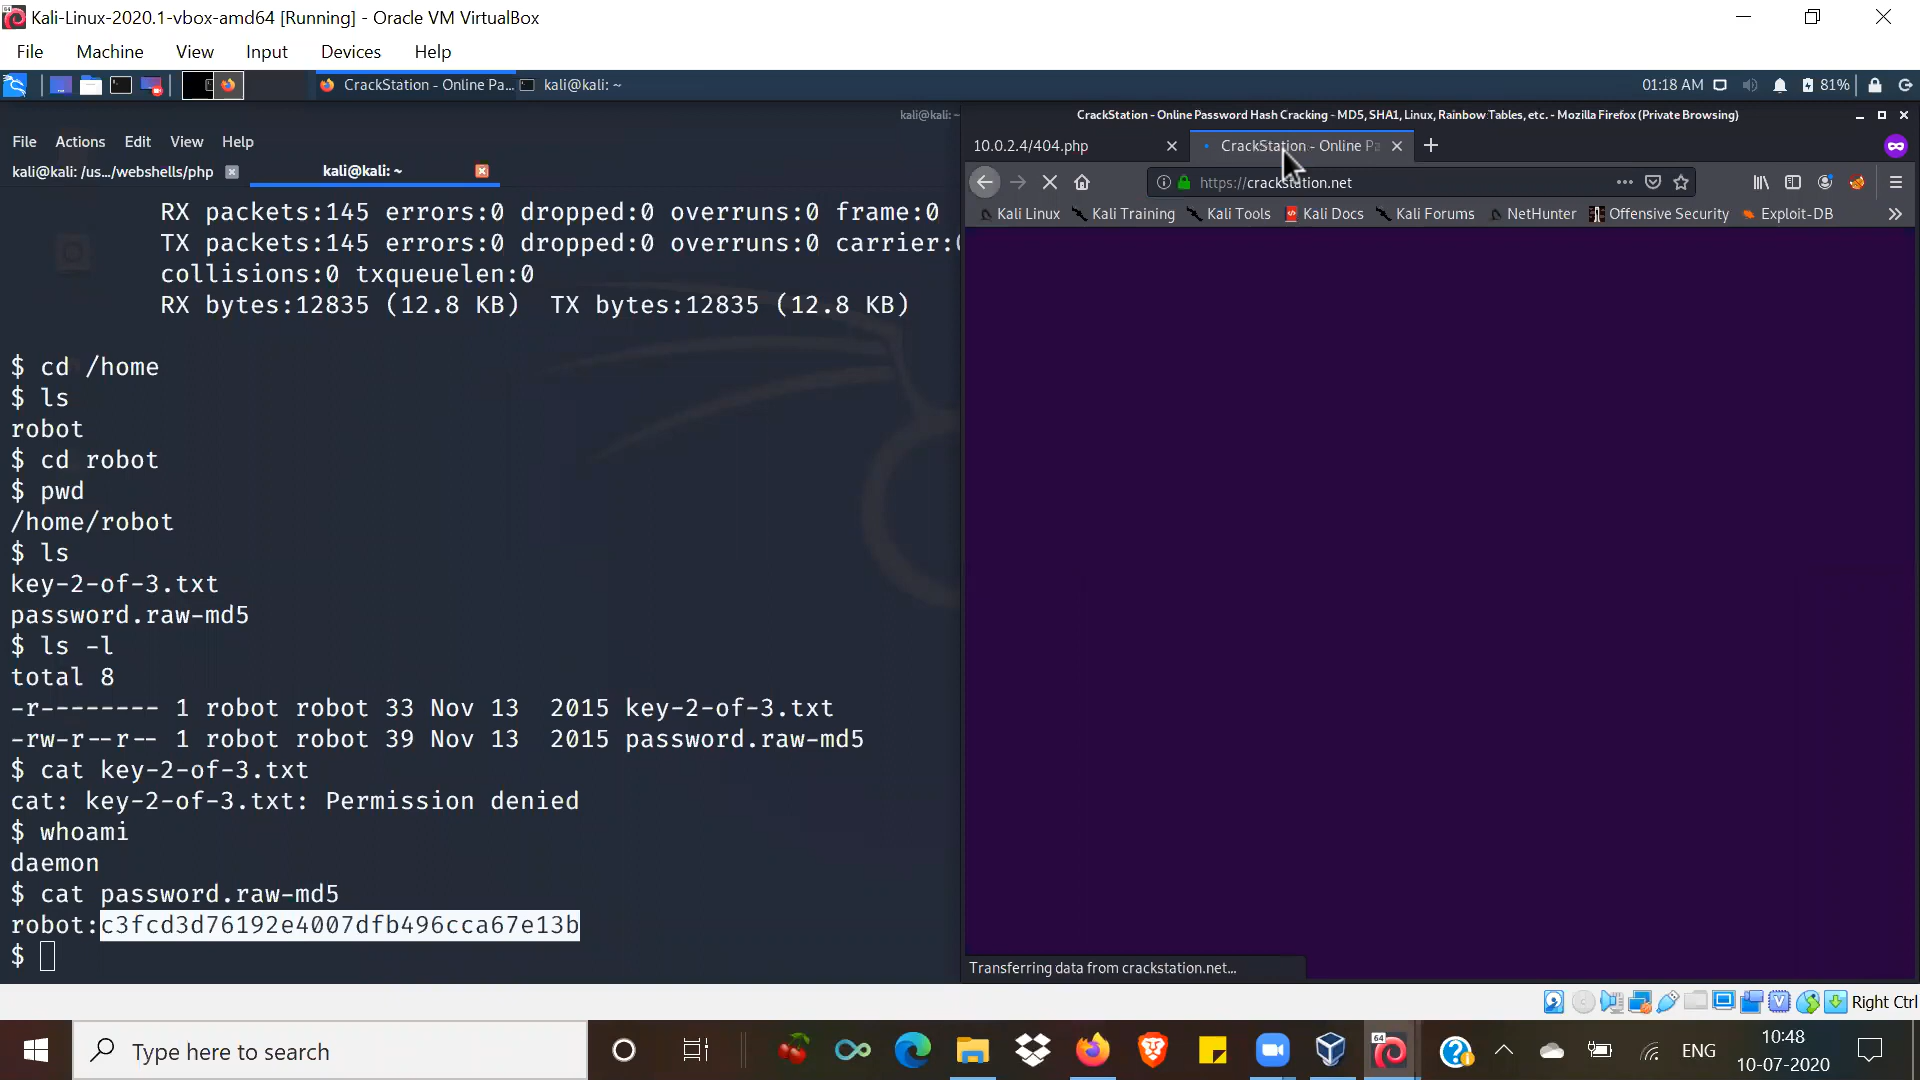 Kali-Linux-2020.1-vbox-amd64 [Running] - Oracle VM VirtualBox
File Machine View Input Devices Help
CrackStation - Online Pa... kali@kali: ~ 01:18 AM 81%
kali@kali: ~
File Actions Edit View Help
kali@kali: /us.../webshells/php kali@kali: ~
RX packets:145 errors:0 dropped:0 overruns:0 frame:0
TX packets:145 errors:0 dropped:0 overruns:0 carrier:
collisions:0 txqueuelen:0
RX bytes:12835 (12.8 KB) TX bytes:12835 (12.8 KB)
$ cd /home
$ ls
robot
$ cd robot
$ pwd
/home/robot
$ ls
key-2-of-3.txt
password.raw-md5
$ ls -l
total 8
-r-------- 1 robot robot 33 Nov 13 2015 key-2-of-3.txt
-rw-r--r-- 1 robot robot 39 Nov 13 2015 password.raw-md5
$ cat key-2-of-3.txt
cat: key-2-of-3.txt: Permission denied
$ whoami
daemon
$ cat password.raw-md5
robot:c3fcd3d76192e4007dfb496cca67e13b
$
CrackStation - Online Password Hash Cracking - MD5, SHA1, Linux, Rainbow Tables, etc. - Mozilla Firefox (Private Browsing)
10.0.2.4/404.php CrackStation - Online Pa
https://crackstation.net
Kali Linux Kali Training Kali Tools Kali Docs Kali Forums NetHunter Offensive Security Exploit-DB
Transferring data from crackstation.net...
Right Ctrl
Type here to search
ENG
10:48
10-07-2020